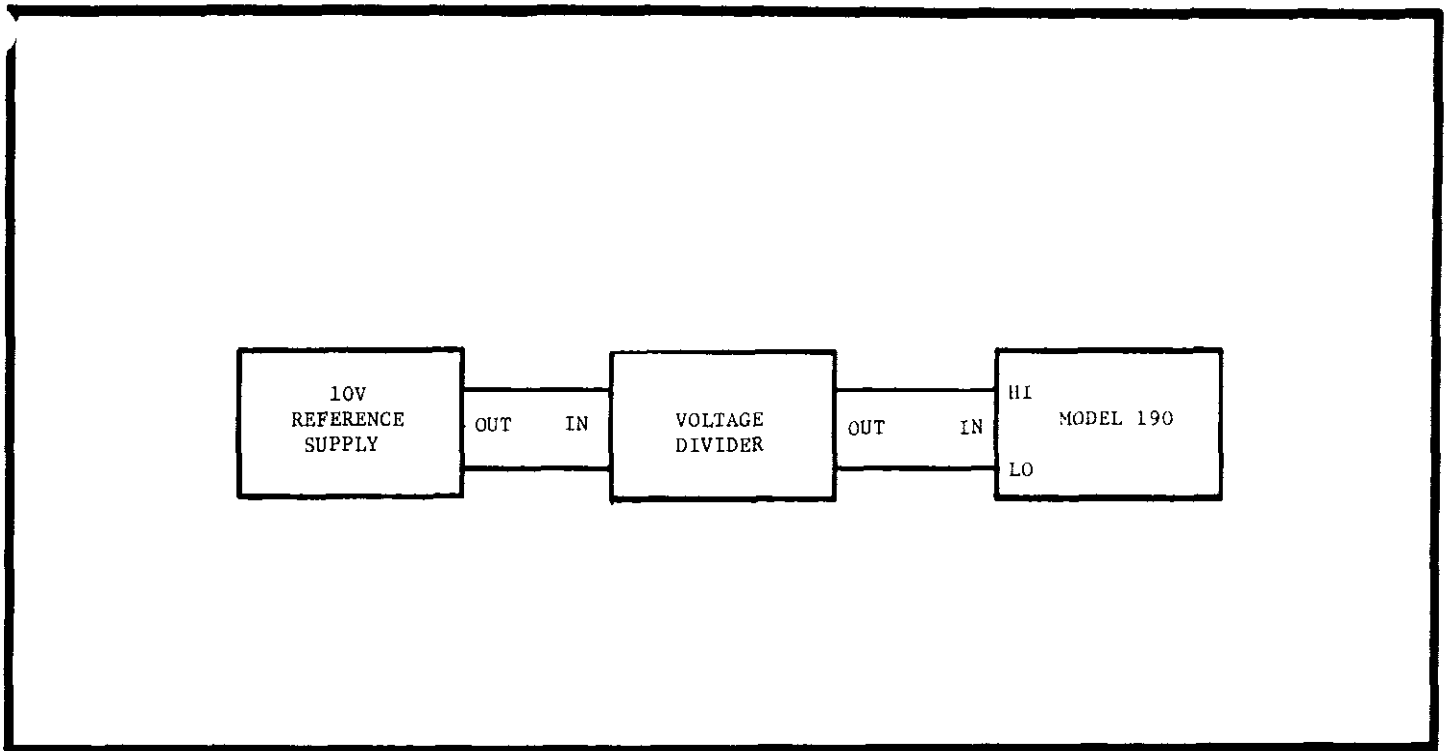 10V
REFERENCE
SUPPLY
OUT
IN
VOLTAGE
DIVIDER
OUT
IN
HI
MODEL 190
LO